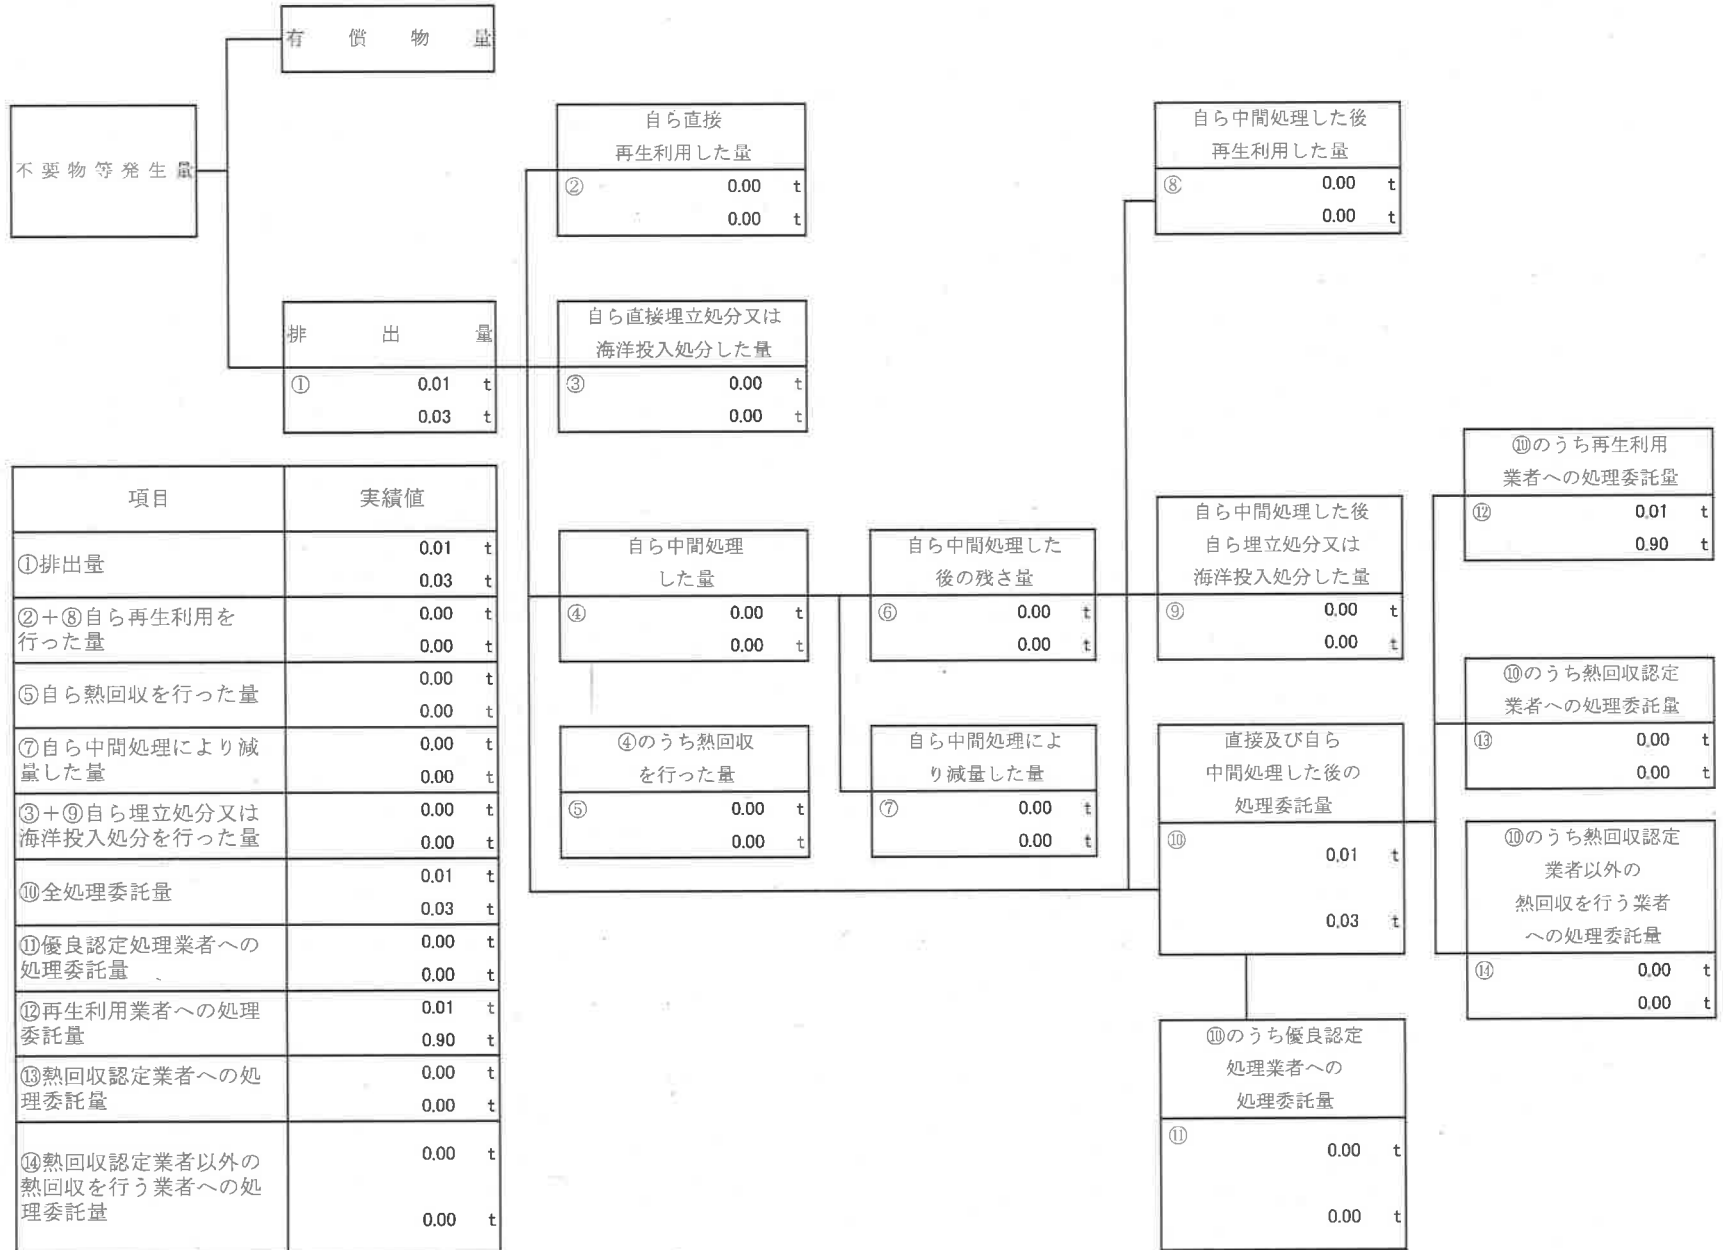 有償物量
不要物等発生量
排出量
① 0.01 t
0.03 t
自ら直接
再生利用した量
② 0.00 t
0.00 t
自ら直接埋立処分又は
海洋投入処分した量
③ 0.00 t
0.00 t
自ら中間処理
した量
④ 0.00 t
0.00 t
④のうち熱回収
を行った量
⑤ 0.00 t
0.00 t
自ら中間処理した
後の残さ量
⑥ 0.00 t
0.00 t
自ら中間処理によ
り減量した量
⑦ 0.00 t
0.00 t
自ら中間処理した後
再生利用した量
⑧ 0.00 t
0.00 t
自ら中間処理した後
自ら埋立処分又は
海洋投入処分した量
⑨ 0.00 t
0.00 t
直接及び自ら
中間処理した後の
処理委託量
⑩ 0.01 t
0.03 t
⑩のうち優良認定
処理業者への
処理委託量
⑪ 0.00 t
0.00 t
⑩のうち再生利用
業者への処理委託量
⑫ 0.01 t
0.90 t
⑩のうち熱回収認定
業者への処理委託量
⑬ 0.00 t
0.00 t
⑩のうち熱回収認定
業者以外の
熱回収を行う業者
への処理委託量
⑭ 0.00 t
0.00 t
項目 実績値
①排出量
0.01 t
0.03 t
②+⑧自ら再生利用を
行った量
0.00 t
0.00 t
⑤自ら熱回収を行った量
0.00 t
0.00 t
⑦自ら中間処理により減
量した量
0.00 t
0.00 t
③+⑨自ら埋立処分又は
海洋投入処分を行った量
0.00 t
0.00 t
⑩全処理委託量
0.01 t
0.03 t
⑪優良認定処理業者への
処理委託量
0.00 t
0.00 t
⑫再生利用業者への処理
委託量
0.01 t
0.90 t
⑬熱回収認定業者への処
理委託量
0.00 t
0.00 t
⑭熱回収認定業者以外の
熱回収を行う業者への処
理委託量
0.00 t
0.00 t